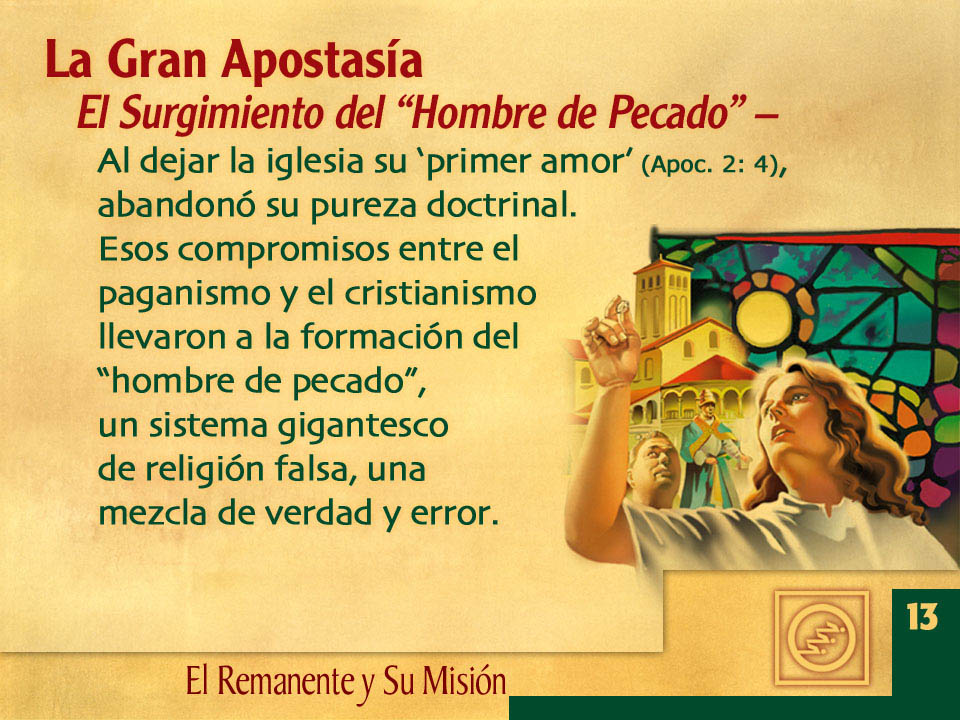 La Gran Apostasía
El Surgimiento del “Hombre de Pecado” –
Al dejar la iglesia su ‘primer amor’ (Apoc. 2: 4),
abandonó su pureza doctrinal.
Esos compromisos entre el
paganismo y el cristianismo
llevaron a la formación del
“hombre de pecado”,
un sistema gigantesco
de religión falsa, una
mezcla de verdad y error.
13
El Remanente y Su Misión